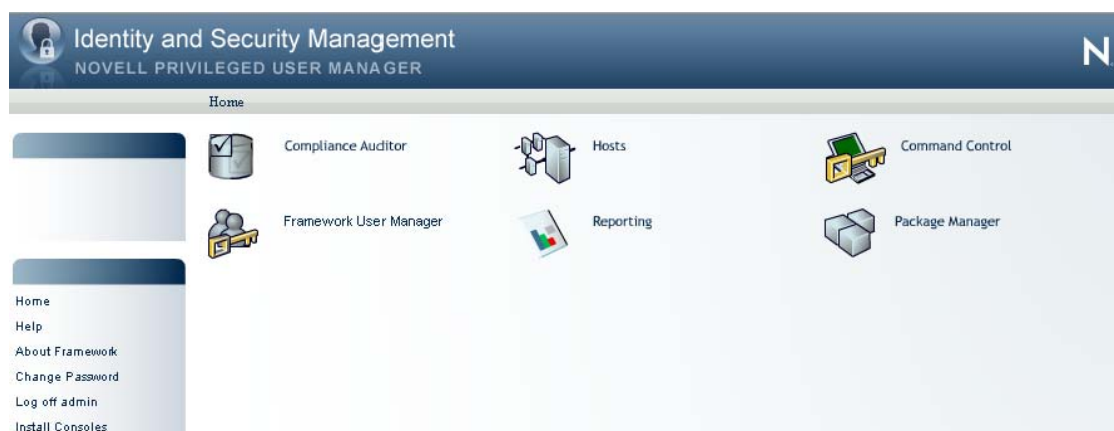 Identity and Security Management
NOVELL PRIVILEGED USER MANAGER
N
Home
Compliance Auditor
Hosts
Command Control
Framework User Manager
Reporting
Package Manager
Home
Help
About Framework
Change Password
Log off admin
Install Consoles